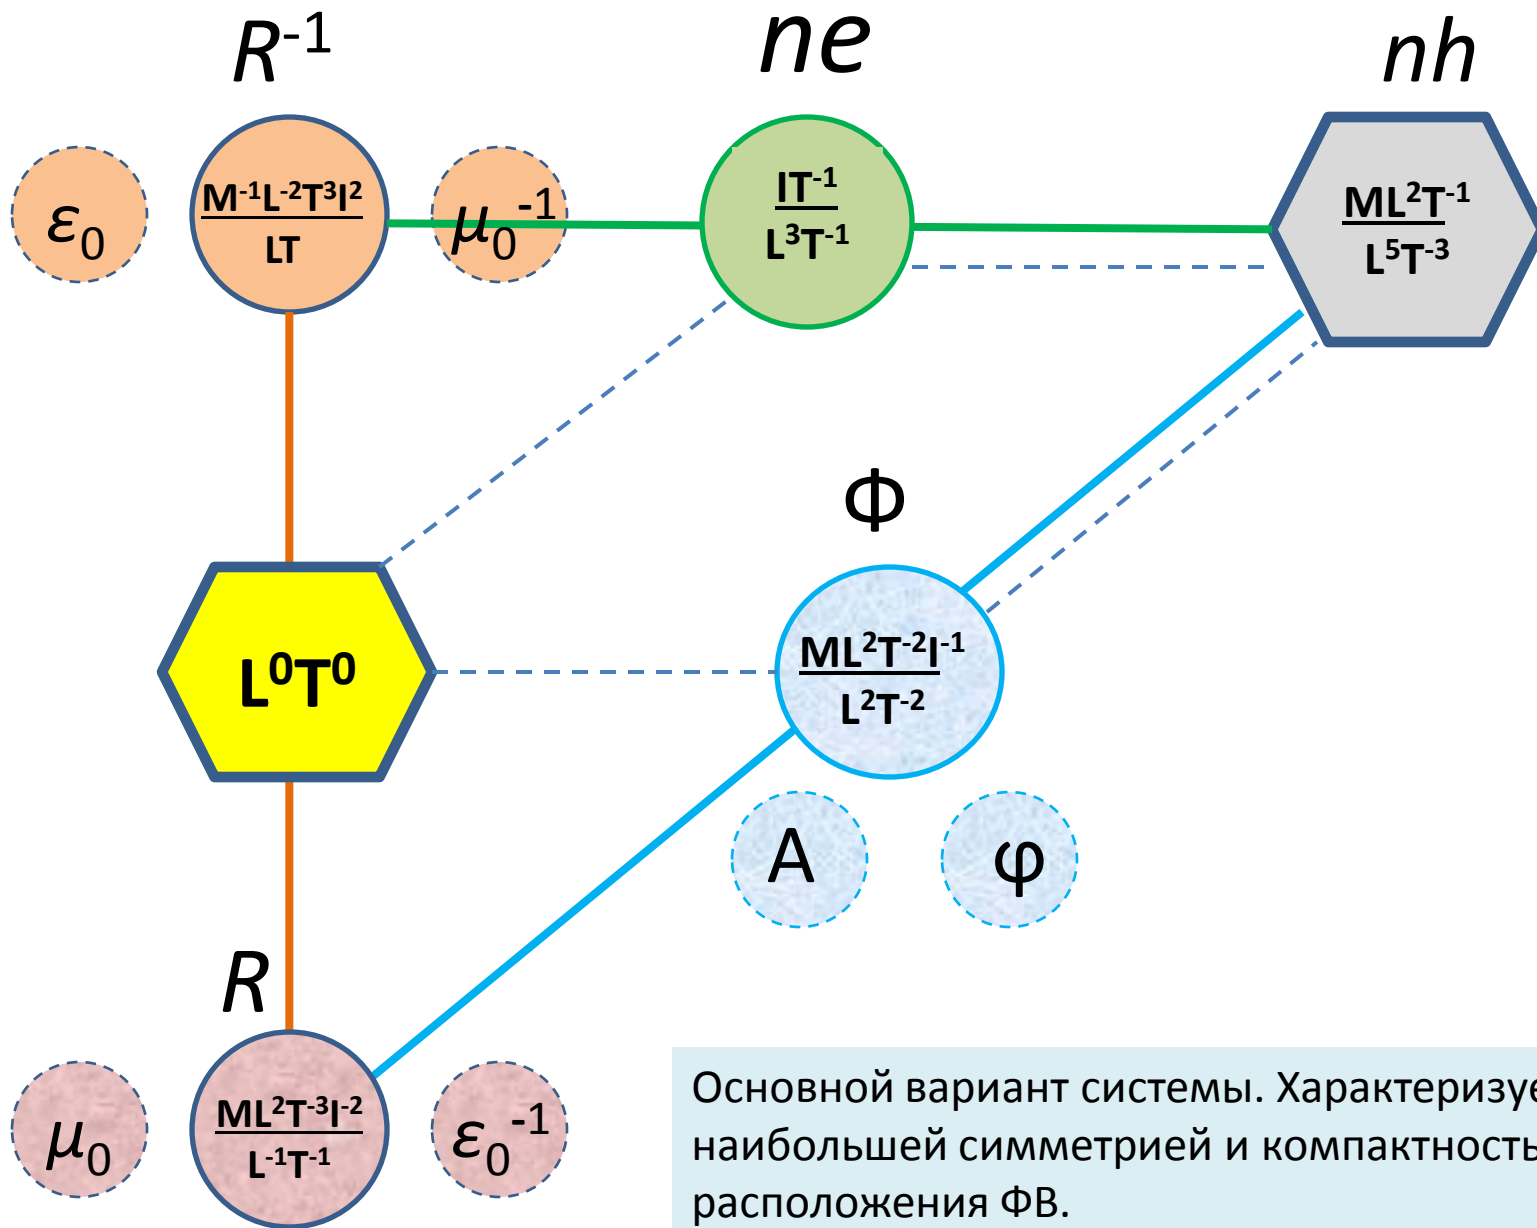 R⁻¹
ne
nh
ε₀
M⁻¹L⁻²T³I²
LT
μ₀⁻¹
IT⁻¹
L³T⁻¹
ML²T⁻¹
L⁵T⁻³
Φ
L⁰T⁰
ML²T⁻²I⁻¹
L²T⁻²
A
φ
R
μ₀
ML²T⁻³I⁻²
L⁻¹T⁻¹
ε₀⁻¹
Основной вариант системы. Характеризуе
наибольшей симметрией и компактность
расположения ФВ.